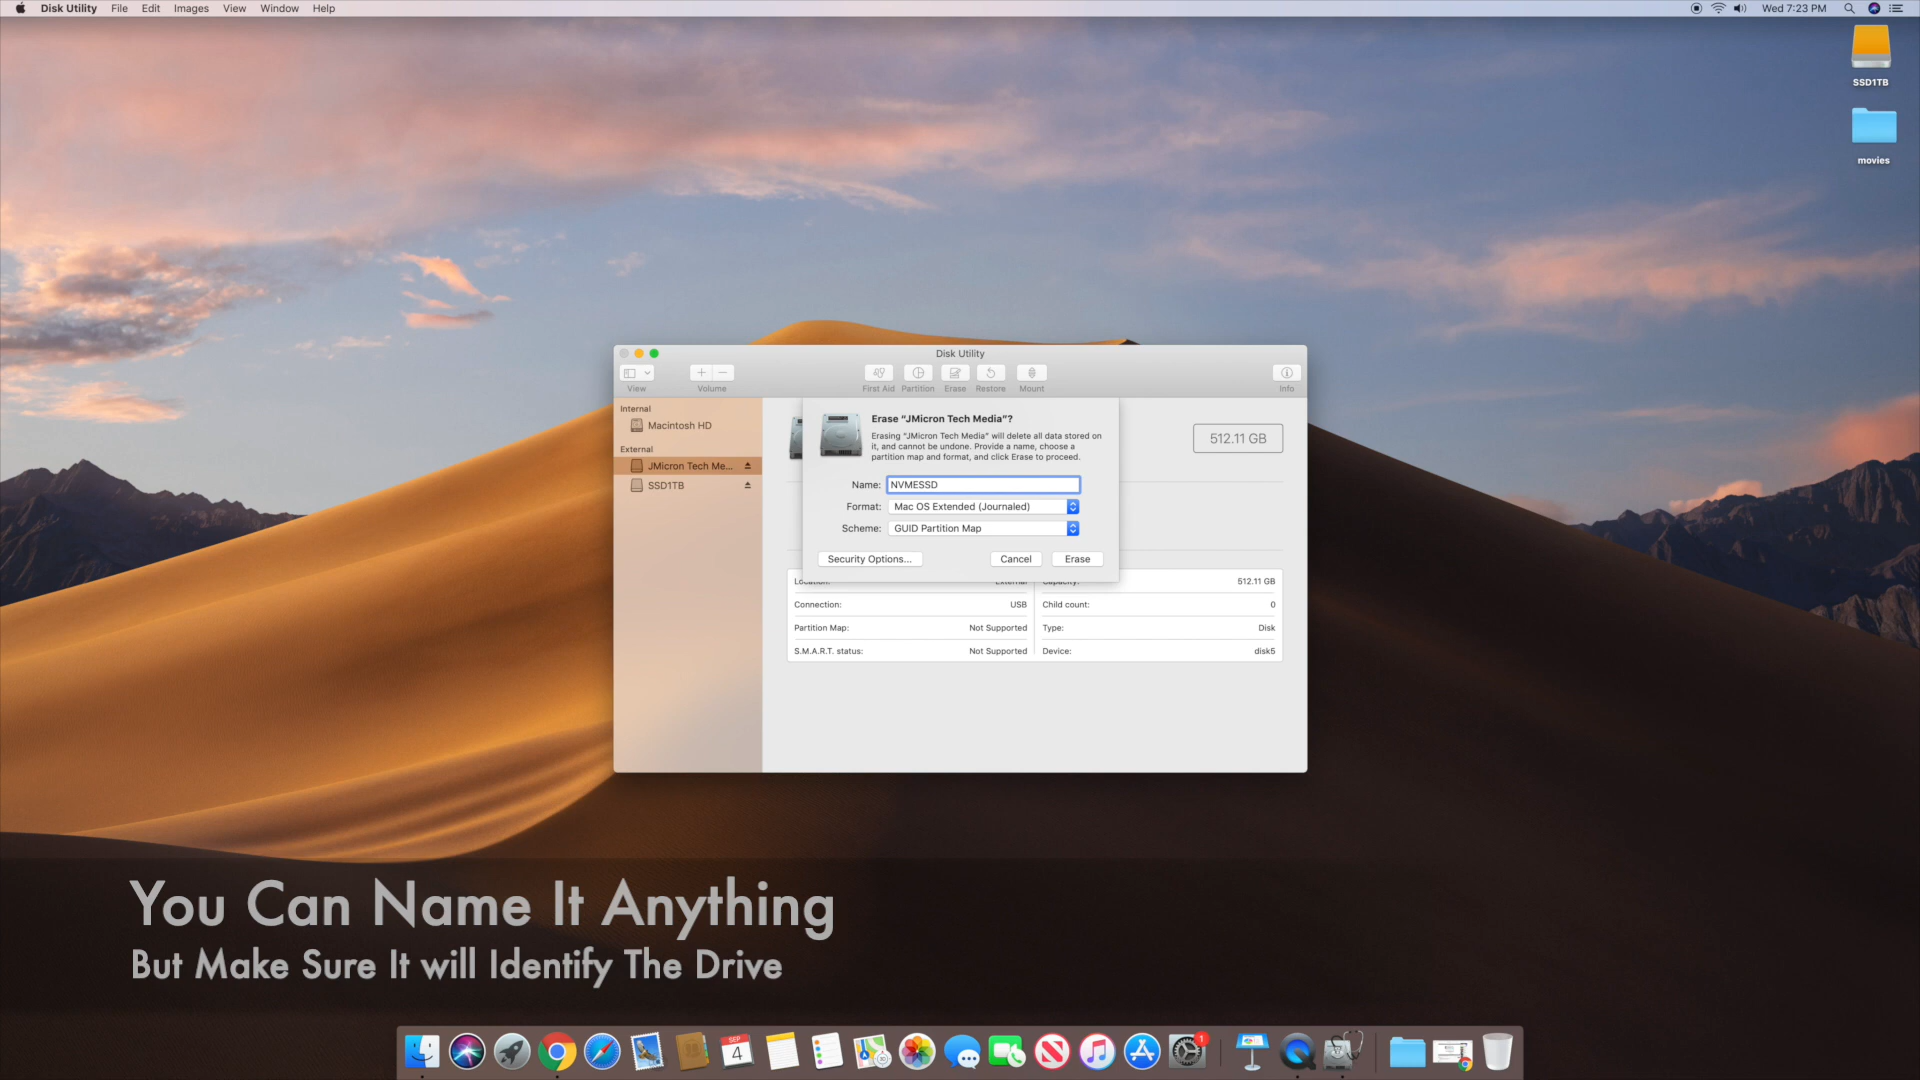 Disk Utility File Edit Images View Window Help
Wed 7:23 PM
SSD1TB
movies
Disk Utility
View
Volume
First Aid Partition Erase Restore Mount
Info
Internal
Macintosh HD
External
JMicron Tech Me...
SSD1TB
Erase “JMicron Tech Media”?
Erasing “JMicron Tech Media” will delete all data stored on
it, and cannot be undone. Provide a name, choose a
partition map and format, and click Erase to proceed.
Name: NVMESSD
Format: Mac OS Extended (Journaled)
Scheme: GUID Partition Map
Security Options... Cancel Erase
512.11 GB
Location: External Capacity: 512.11 GB
Connection: USB Child count: 0
Partition Map: Not Supported Type: Disk
S.M.A.R.T. status: Not Supported Device: disk5
You Can Name It Anything
But Make Sure It will Identify The Drive
SEP
4
1